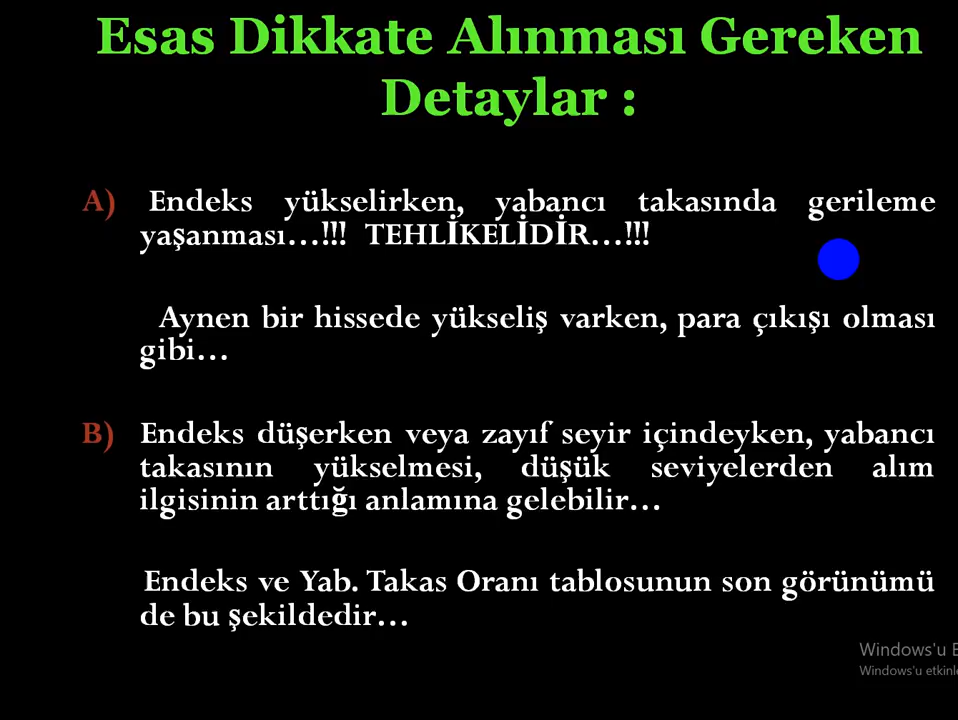 Esas Dikkate Alınması Gereken
Detaylar :
A) Endeks yükselirken, yabancı takasında gerileme
yaşanması...!!! TEHLİKELİDİR...!!!
Aynen bir hissede yükseliş varken, para çıkışı olması
gibi...
B) Endeks düşerken veya zayıf seyir içindeyken, yabancı
takasının yükselmesi, düşük seviyelerden alım
ilgisinin arttığı anlamına gelebilir...
Endeks ve Yab. Takas Oranı tablosunun son görünümü
de bu şekildedir...
Windows'u
Windows'u